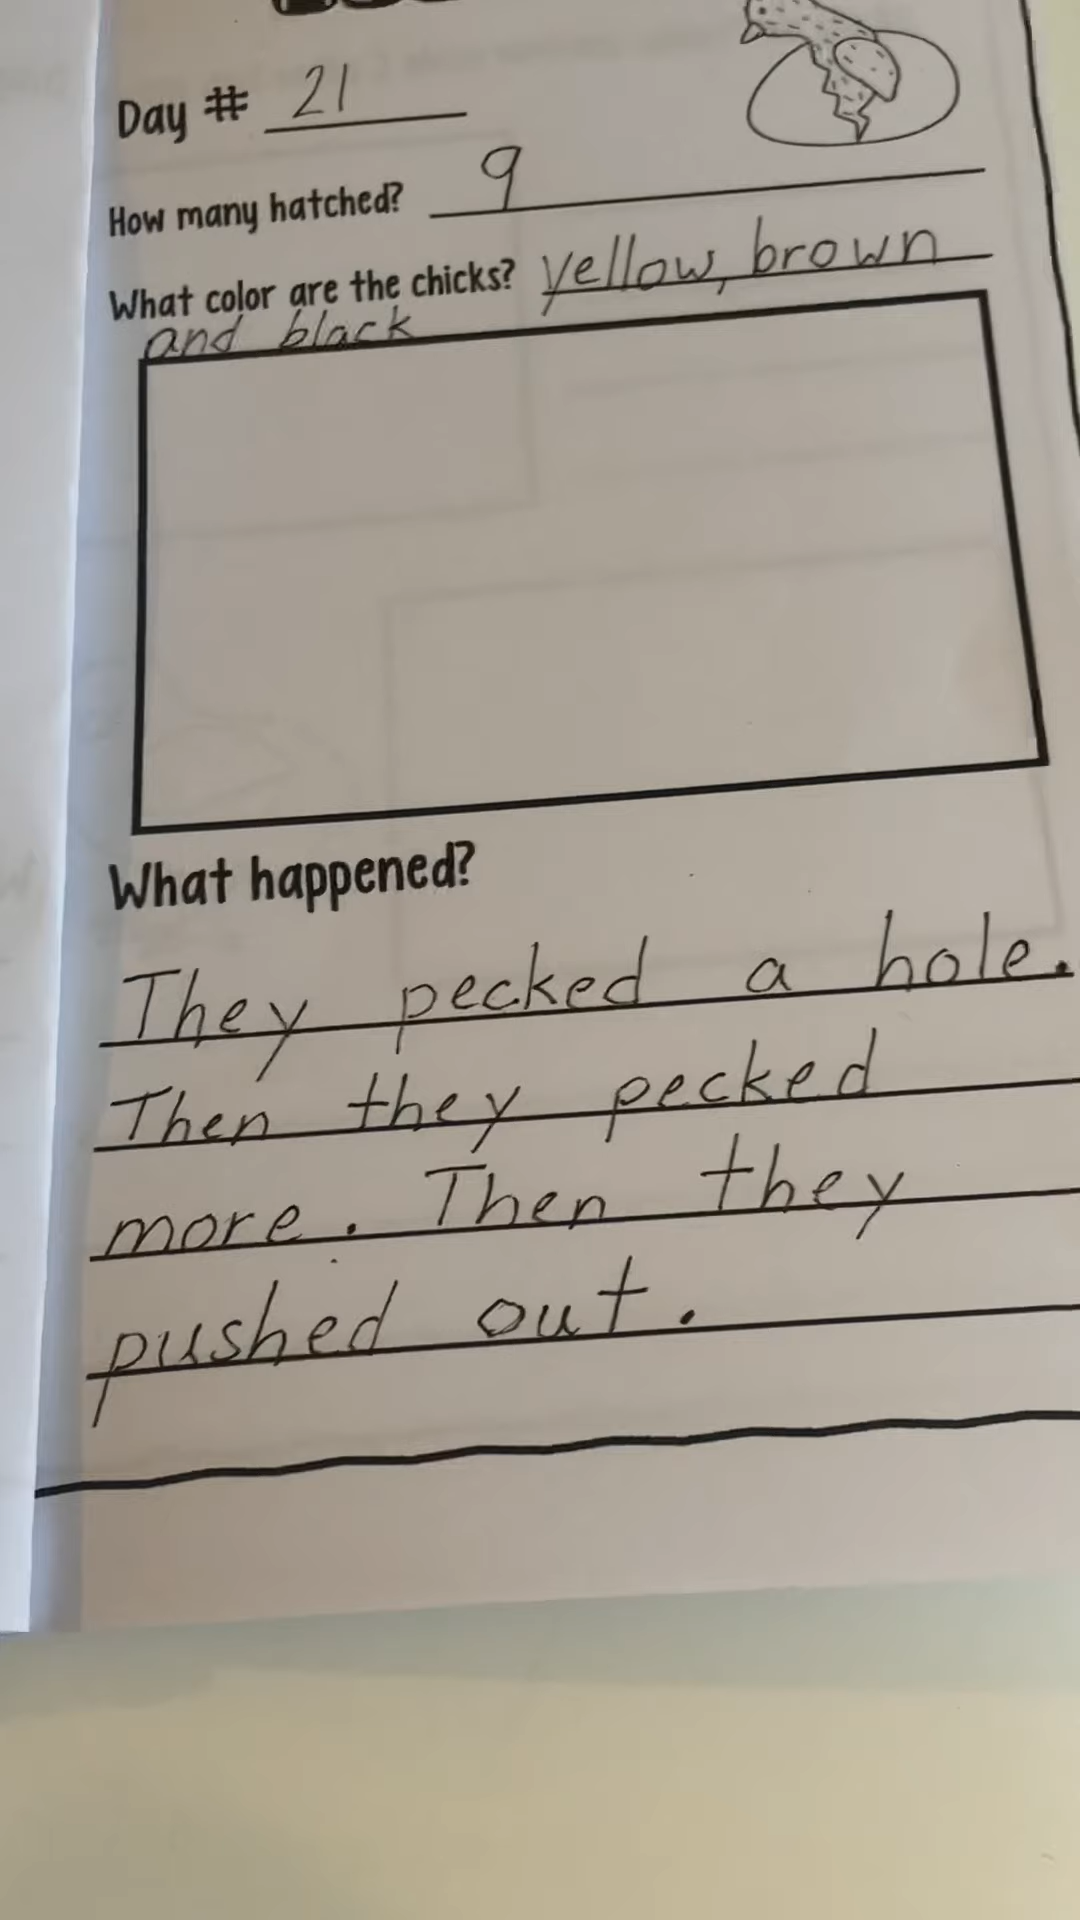 Day # 21
How many hatched? 9
What color are the chicks? yellow, brown
and black
What happened?
They pecked a hole.
Then they pecked
more. Then they
pushed out.